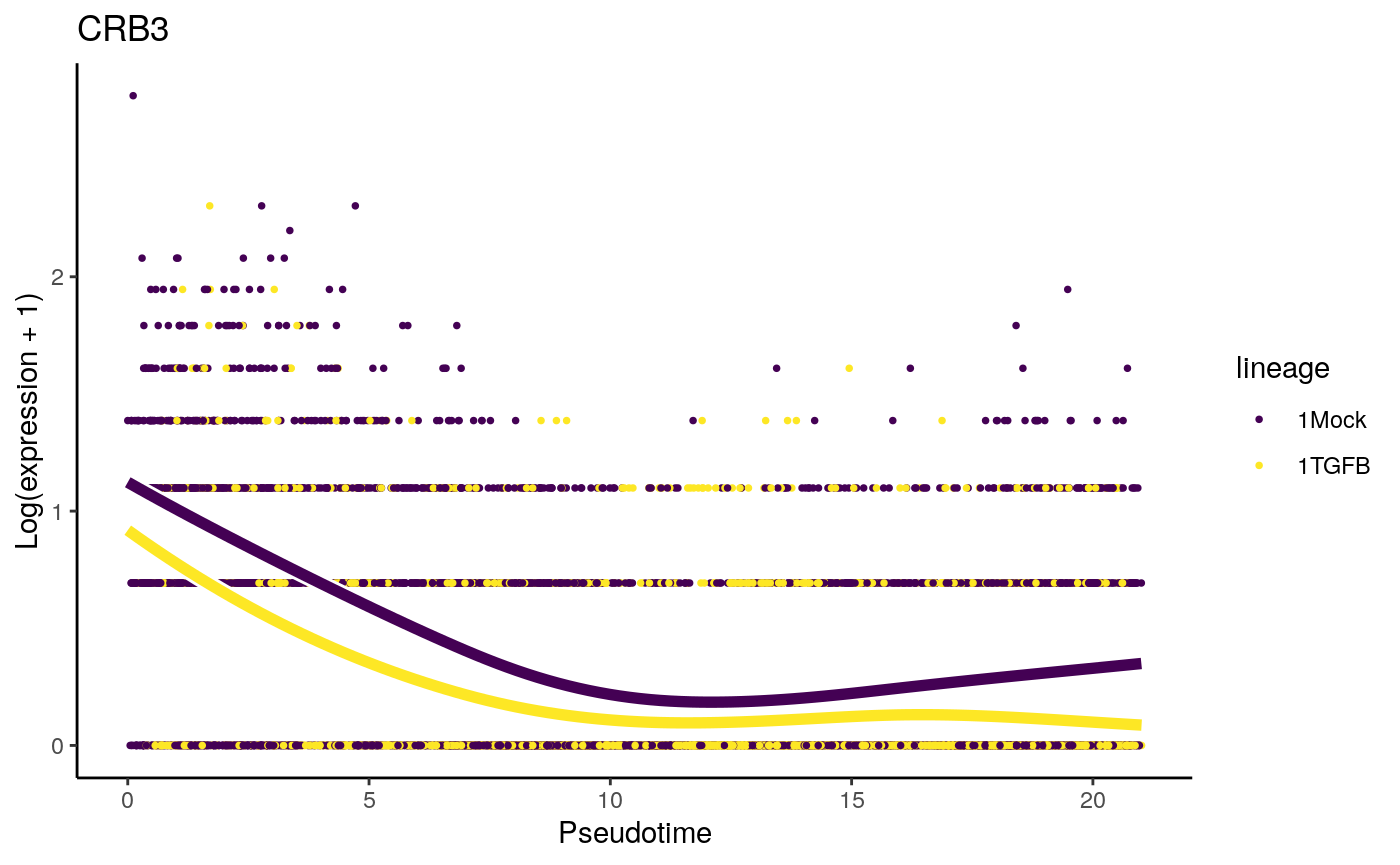 CRB3
Log(expression + 1)
2
1
0
0
5
10
15
20
Pseudotime
lineage
1Mock
1TGFB